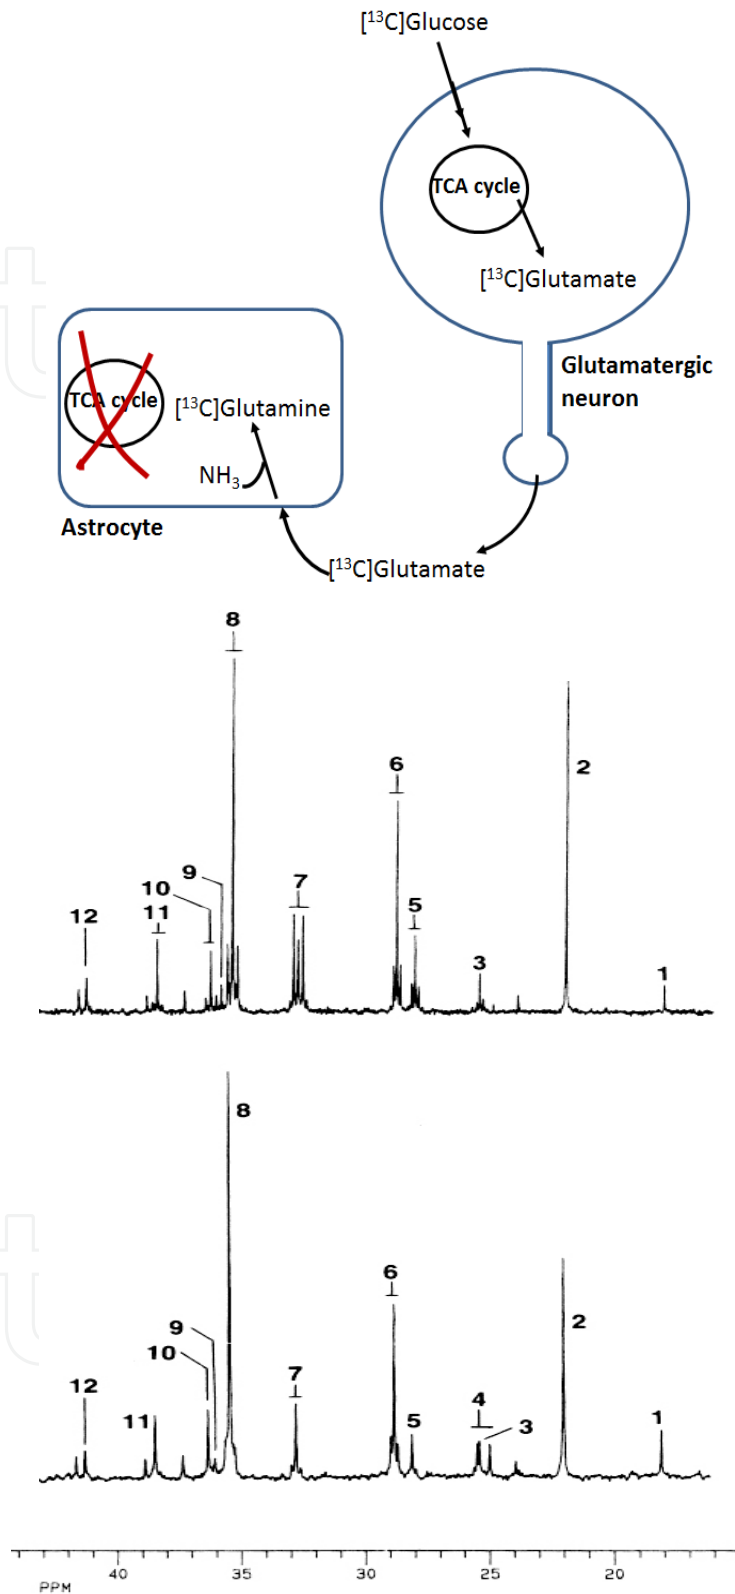 [¹³C]Glucose
TCA cycle
[¹³C]Glutamate
Glutamatergic
neuron
TCA cycle
[¹³C]Glutamine
NH₃
Astrocyte
[¹³C]Glutamate
8
6
2
9
7
10
12
11
5
3
1
8
6
9
2
10
7
12
4
11
5
3
1
40
35
30
25
20
PPM